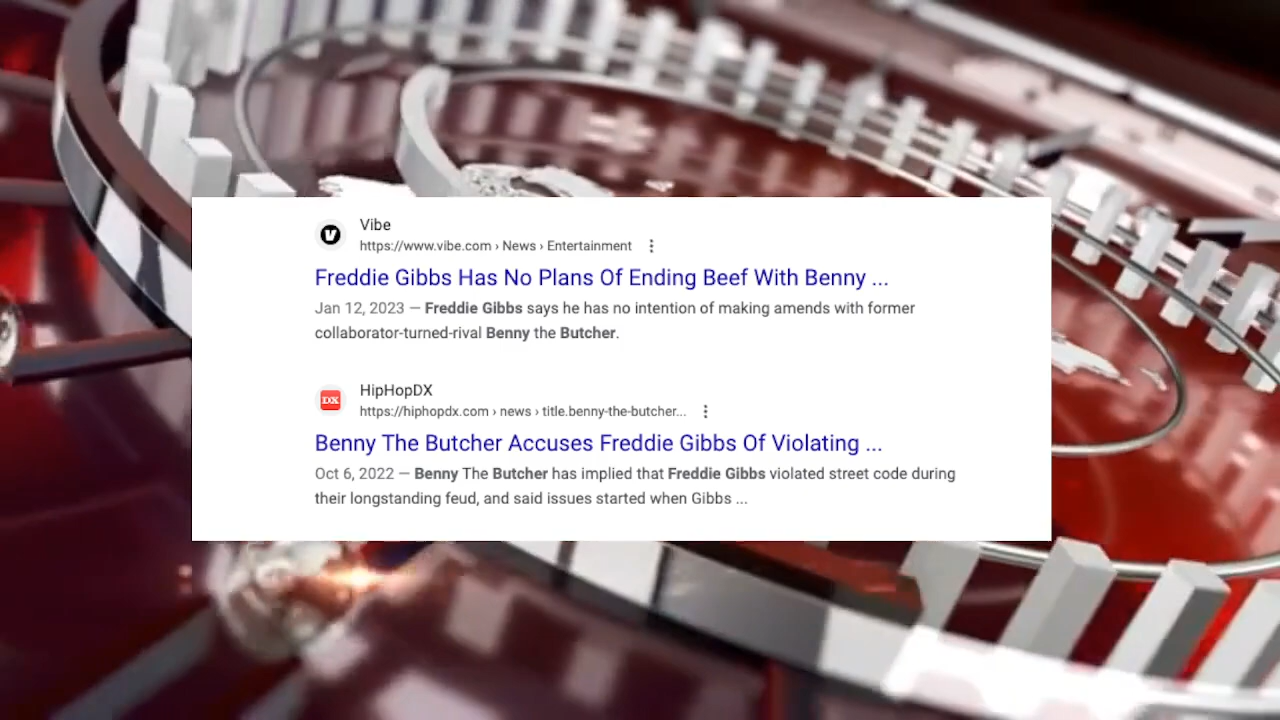 Vibe
https://www.vibe.com › News › Entertainment
Freddie Gibbs Has No Plans Of Ending Beef With Benny ...
Jan 12, 2023 — Freddie Gibbs says he has no intention of making amends with former
collaborator-turned-rival Benny the Butcher.
DX
HipHopDX
https://hiphopdx.com › news › title.benny-the-butcher...
Benny The Butcher Accuses Freddie Gibbs Of Violating ...
Oct 6, 2022 — Benny The Butcher has implied that Freddie Gibbs violated street code during
their longstanding feud, and said issues started when Gibbs ...